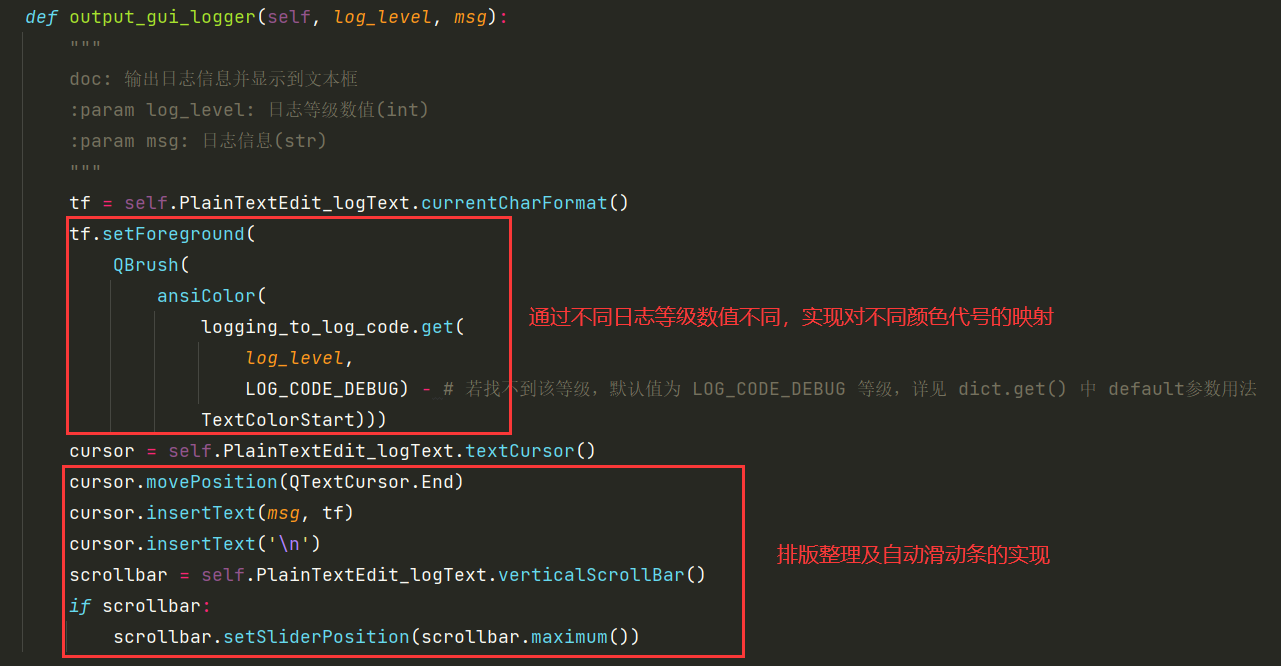 def output_gui_logger(self, log_level, msg):
    """
    doc: 输出日志信息并显示到文本框
    :param log_level: 日志等级数值(int)
    :param msg: 日志信息(str)
    """
    tf = self.PlainTextEdit_logText.currentCharFormat()
    tf.setForeground(
        QBrush(
            ansiColor(
                logging_to_log_code.get(
通过不同日志等级数值不同，实现对不同颜色代号的映射
                    log_level,
                    LOG_CODE_DEBUG) - # 若找不到该等级，默认值为 LOG_CODE_DEBUG 等级，详见 dict.get() 中 default参数用法
                TextColorStart)))
    cursor = self.PlainTextEdit_logText.textCursor()
    cursor.movePosition(QTextCursor.End)
    cursor.insertText(msg, tf)
    cursor.insertText('\n')
排版整理及自动滑动条的实现
    scrollbar = self.PlainTextEdit_logText.verticalScrollBar()
    if scrollbar:
        scrollbar.setSliderPosition(scrollbar.maximum())